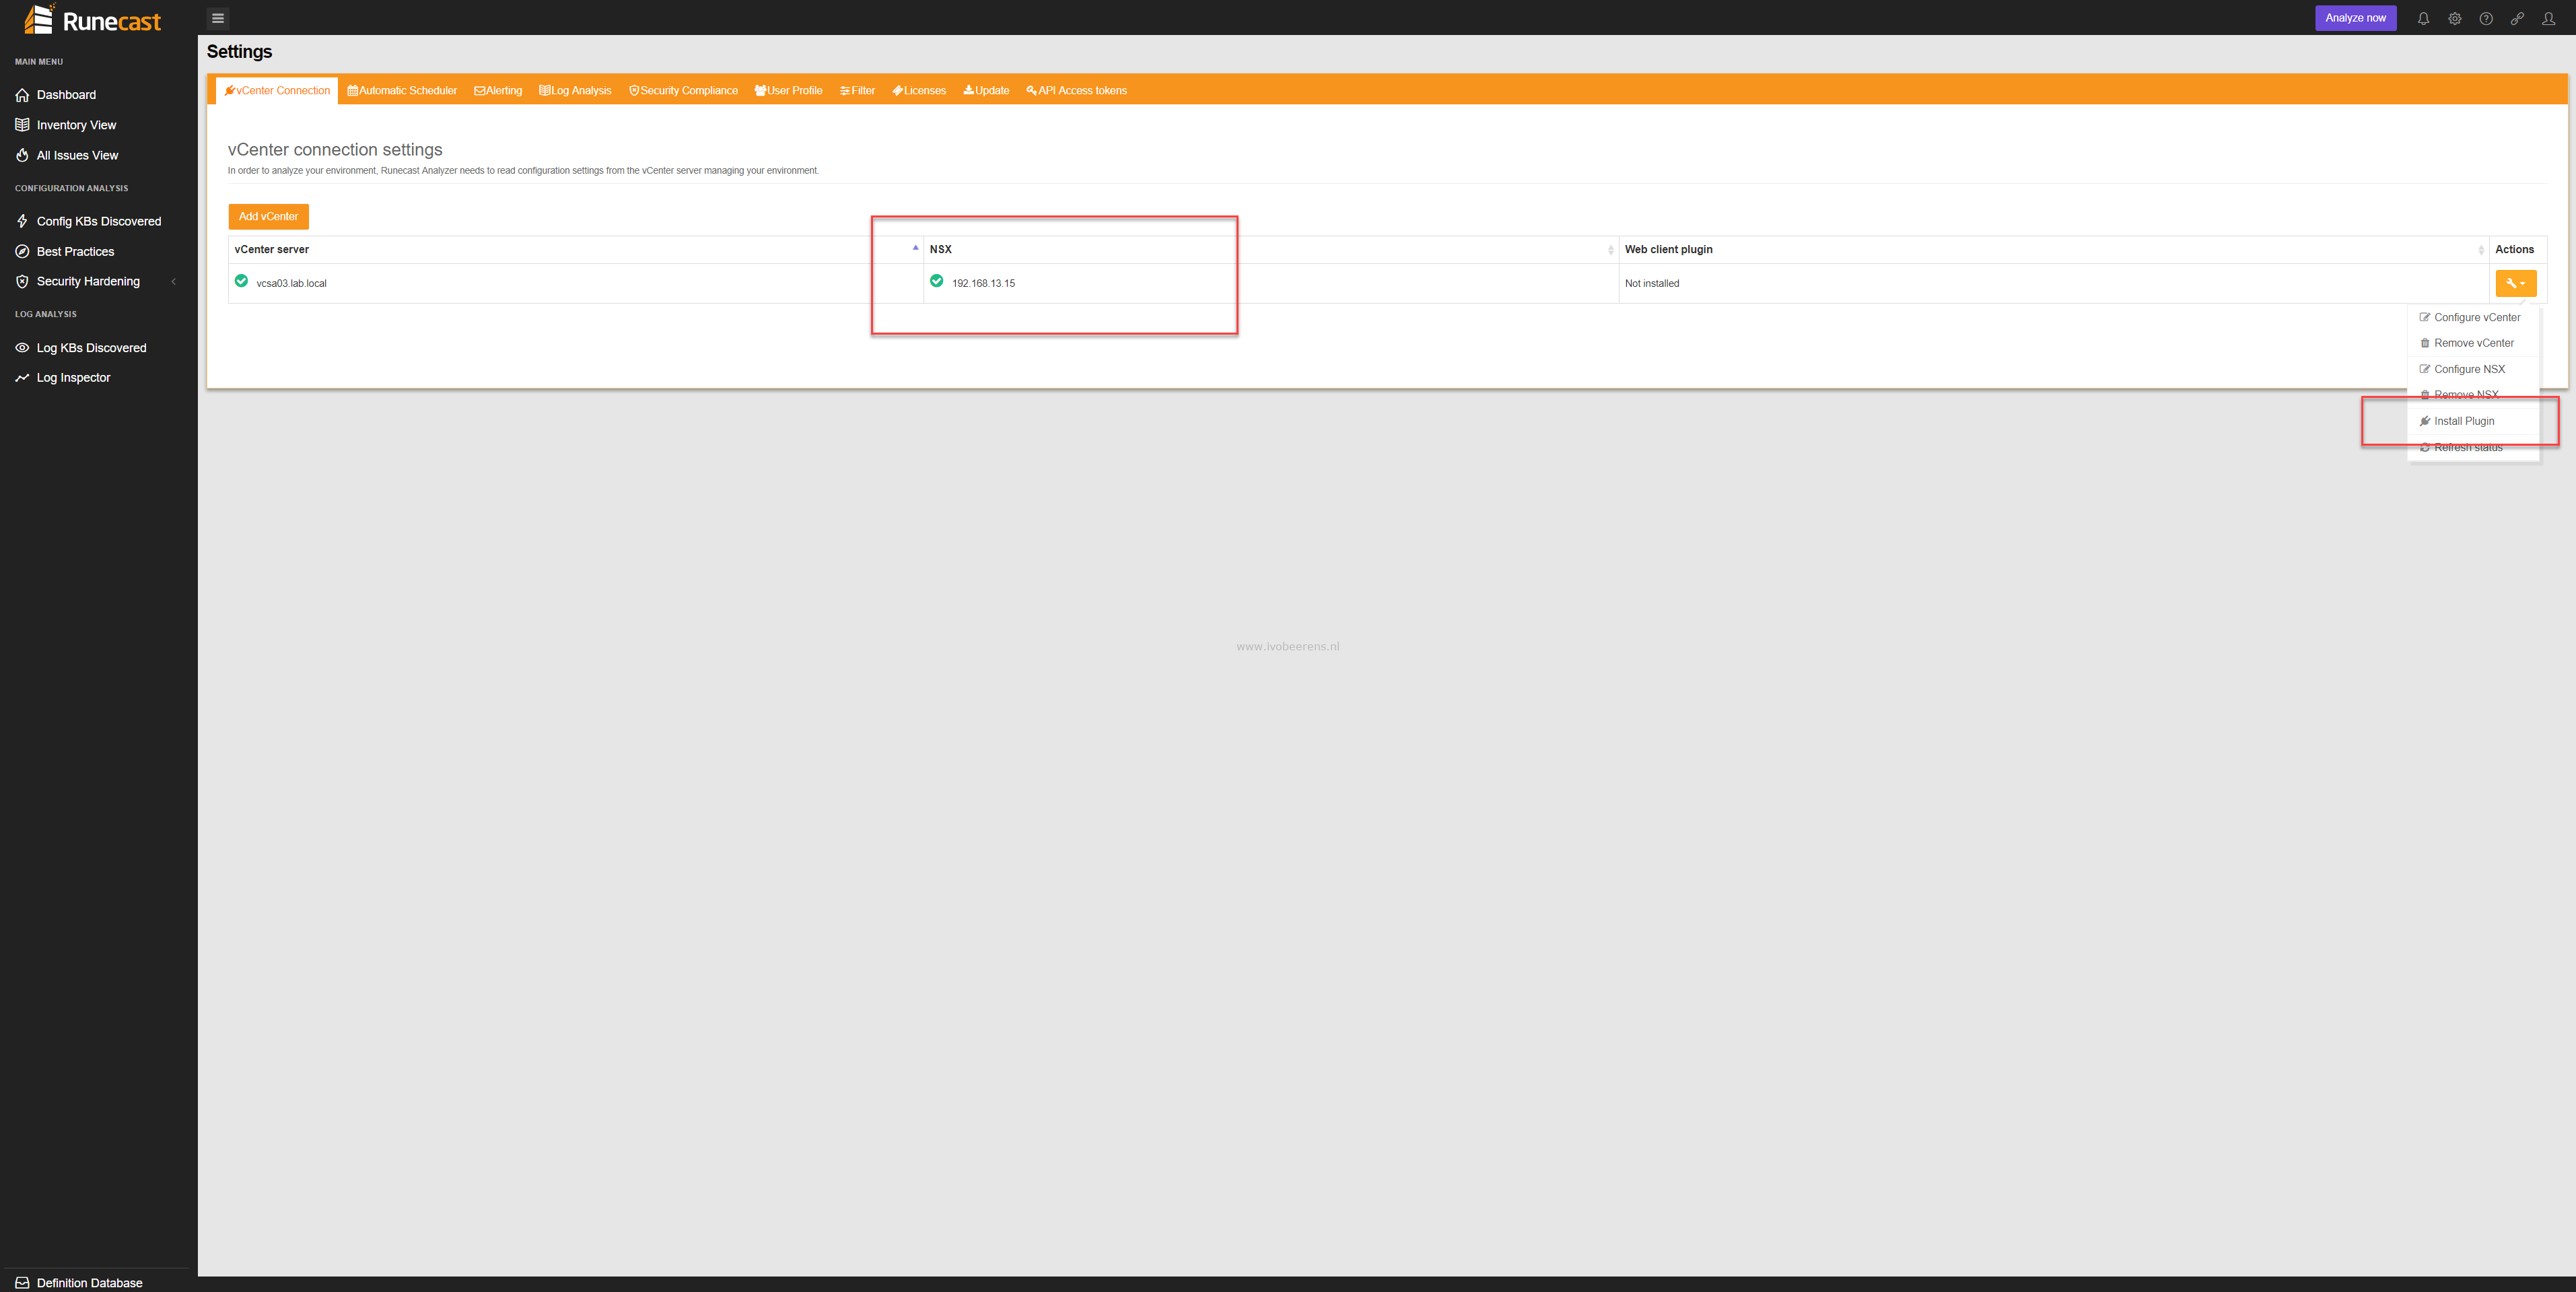 Runecast
Analyze now
MAIN MENU
Dashboard
Inventory View
All Issues View
CONFIGURATION ANALYSIS
Config KBs Discovered
Best Practices
Security Hardening
LOG ANALYSIS
Log KBs Discovered
Log Inspector
Definition Database
Settings
vCenter Connection Automatic Scheduler Alerting Log Analysis Security Compliance User Profile Filter Licenses Update API Access tokens
vCenter connection settings
In order to analyze your environment, Runecast Analyzer needs to read configuration settings from the vCenter server managing your environment.
Add vCenter
vCenter server NSX Web client plugin Actions
vcsa03.lab.local 192.168.13.15 Not installed
Configure vCenter
Remove vCenter
Configure NSX
Remove NSX
Install Plugin
Refresh status
www.ivobeerens.nl